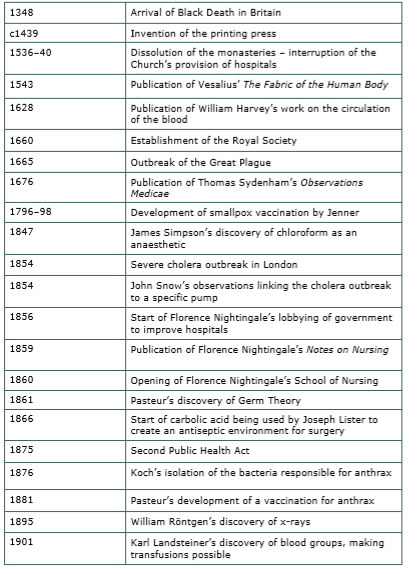 1348 Arrival of Black Death in Britain
c1439 Invention of the printing press
1536–40 Dissolution of the monasteries – interruption of the
Church's provision of hospitals
1543 Publication of Vesalius' The Fabric of the Human Body
1628 Publication of William Harvey's work on the circulation
of the blood
1660 Establishment of the Royal Society
1665 Outbreak of the Great Plague
1676 Publication of Thomas Sydenham's Observations
Medicae
1796–98 Development of smallpox vaccination by Jenner
1847 James Simpson's discovery of chloroform as an
anaesthetic
1854 Severe cholera outbreak in London
1854 John Snow's observations linking the cholera outbreak
to a specific pump
1856 Start of Florence Nightingale's lobbying of government
to improve hospitals
1859 Publication of Florence Nightingale's Notes on Nursing
1860 Opening of Florence Nightingale's School of Nursing
1861 Pasteur's discovery of Germ Theory
1866 Start of carbolic acid being used by Joseph Lister to
create an antiseptic environment for surgery
1875 Second Public Health Act
1876 Koch's isolation of the bacteria responsible for anthrax
1881 Pasteur's development of a vaccination for anthrax
1895 William Röntgen's discovery of x-rays
1901 Karl Landsteiner's discovery of blood groups, making
transfusions possible